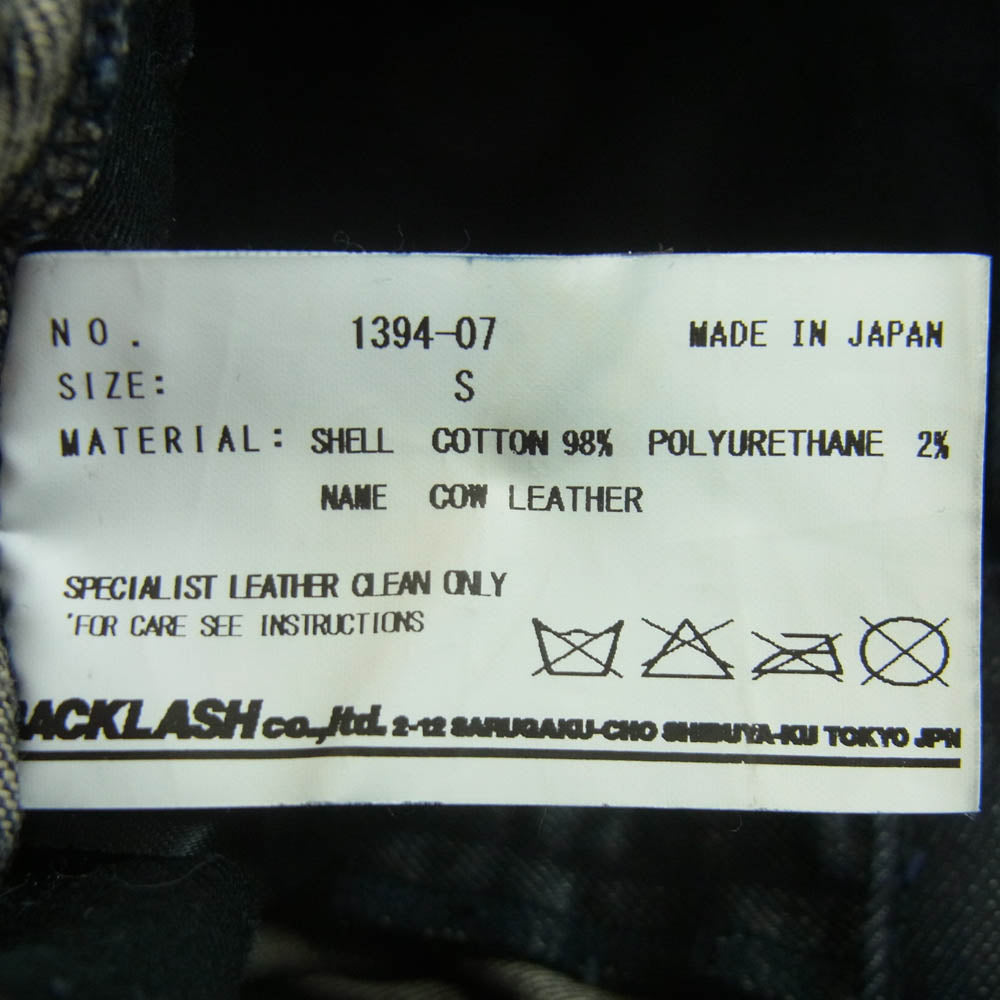 NO. 1394-07 MADE IN JAPAN
SIZE: S
MATERIAL: SHELL COTTON 98% POLYURETHANE 2%
NAME COW LEATHER
SPECIALIST LEATHER CLEAN ONLY
*FOR CARE SEE INSTRUCTIONS
BACKLASH co.,ltd. 2-12 SARUGAKU-CHO SHIBUYA-KU TOKYO JPN